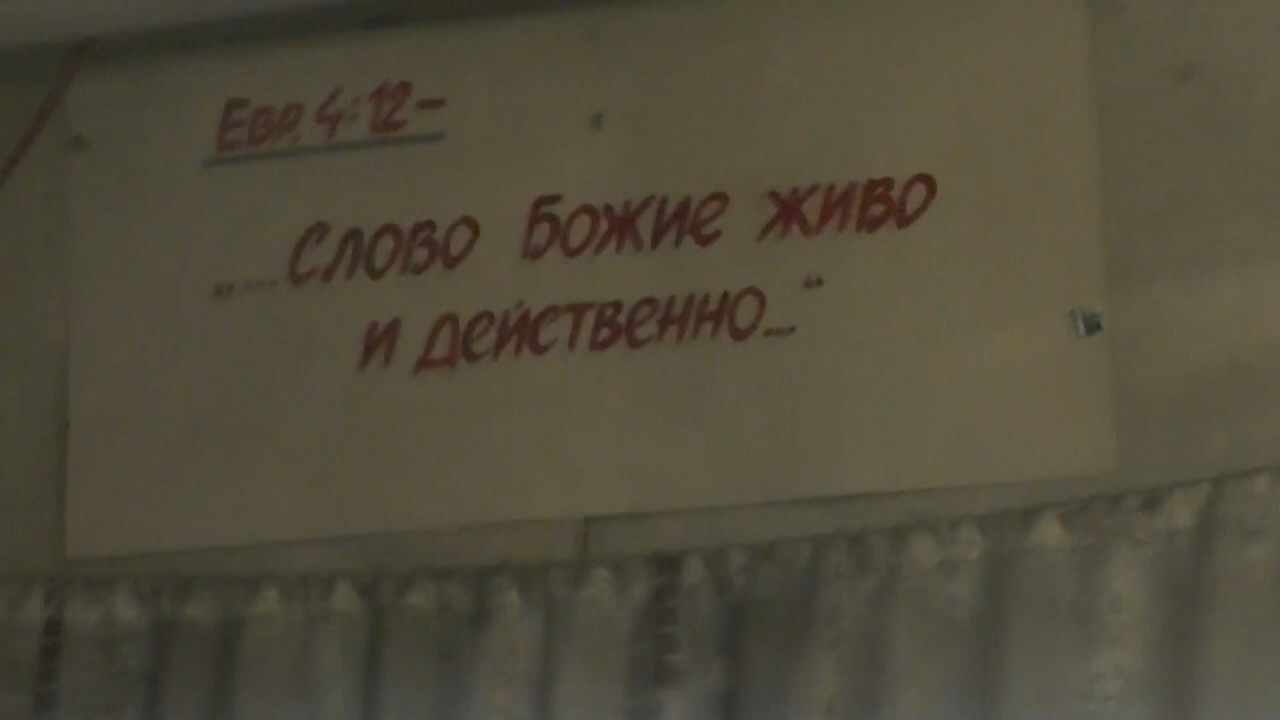 Евр. 4:12-
„....Слово Божие живо
и действенно..."